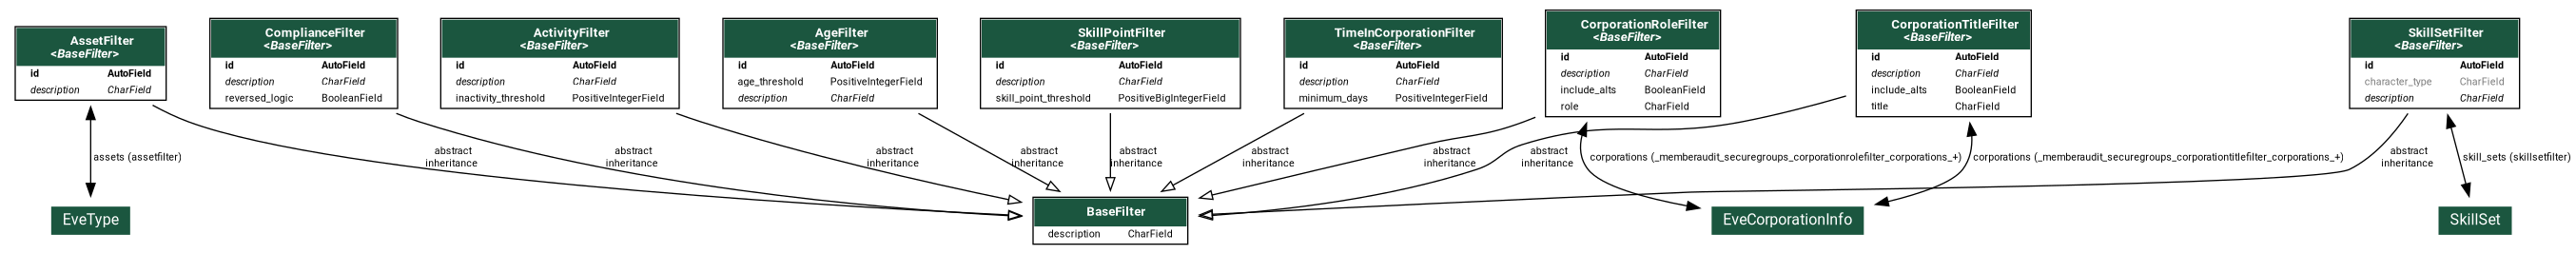 AssetFilter
<BaseFilter>
id AutoField
description CharField
ComplianceFilter
<BaseFilter>
id AutoField
description CharField
reversed_logic BooleanField
ActivityFilter
<BaseFilter>
id AutoField
description CharField
inactivity_threshold PositiveIntegerField
AgeFilter
<BaseFilter>
id AutoField
age_threshold PositiveIntegerField
description CharField
SkillPointFilter
<BaseFilter>
id AutoField
description CharField
skill_point_threshold PositiveBigIntegerField
TimeInCorporationFilter
<BaseFilter>
id AutoField
description CharField
minimum_days PositiveIntegerField
CorporationRoleFilter
<BaseFilter>
id AutoField
description CharField
include_alts BooleanField
role CharField
CorporationTitleFilter
<BaseFilter>
id AutoField
description CharField
include_alts BooleanField
title CharField
SkillSetFilter
<BaseFilter>
id AutoField
character_type CharField
description CharField
assets (assetfilter)
abstract
inheritance
abstract
inheritance
abstract
inheritance
abstract
inheritance
abstract
inheritance
abstract
inheritance
abstract
inheritance
abstract
inheritance
corporations (_memberaudit_securegroups_corporationrolefilter_corporations_+)
corporations (_memberaudit_securegroups_corporationtitlefilter_corporations_+)
abstract
inheritance
skill_sets (skillsetfilter)
EveType
BaseFilter
description CharField
EveCorporationInfo
SkillSet